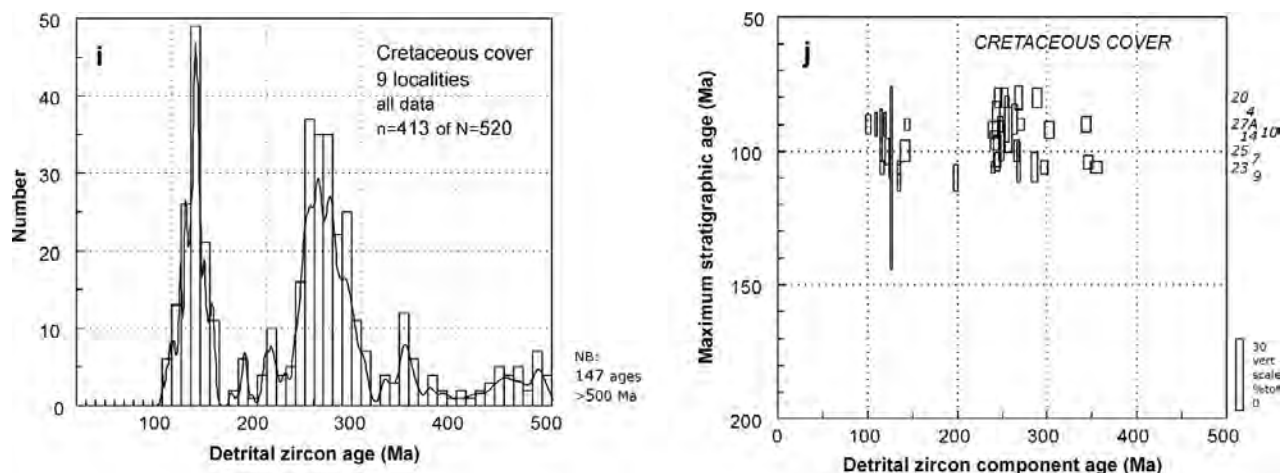 i
Cretaceous cover
9 localities
all data
n=413 of N=520
50
40
30
20
10
0
Number
0
100
200
300
400
500
Detrital zircon age (Ma)
NB:
147 ages
>500 Ma
j
CRETACEOUS COVER
50
100
150
200
Maximum stratigraphic age (Ma)
0
100
200
300
400
500
Detrital zircon component age (Ma)
20
4
27A
14
25
7
23
9
30
vert
scale
0